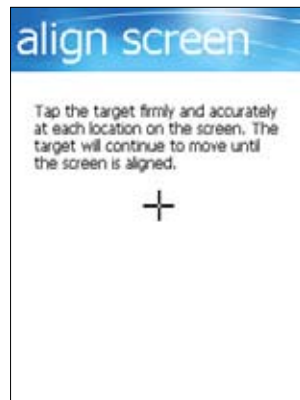 align screen
Tap the target firmly and accurately
at each location on the screen. The
target will continue to move until
the screen is aligned.